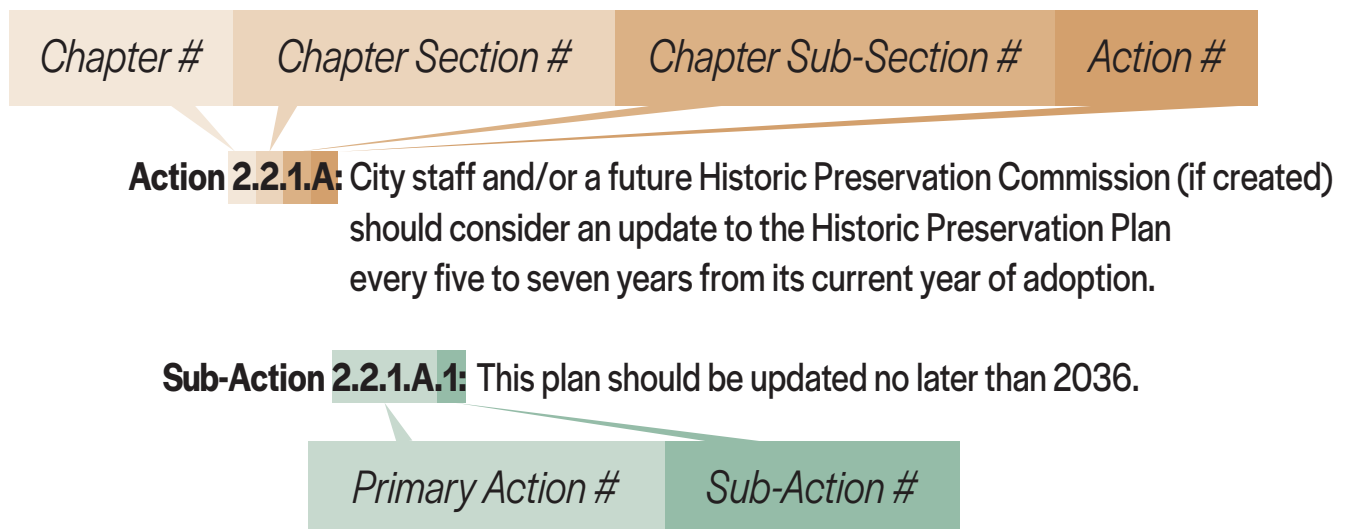 Chapter # Chapter Section # Chapter Sub-Section # Action #
Action 2.2.1.A: City staff and/or a future Historic Preservation Commission (if created)
should consider an update to the Historic Preservation Plan
every five to seven years from its current year of adoption.
Sub-Action 2.2.1.A.1: This plan should be updated no later than 2036.
Primary Action # Sub-Action #